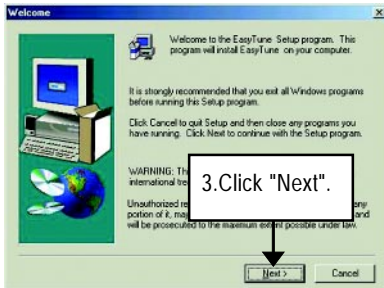 Welcome
Welcome to the EasyTune Setup program. This
program will install EasyTune on your computer.
It is strongly recommended that you exit all Windows programs
before running this Setup program.
Click Cancel to quit Setup and then close any programs you
have running. Click Next to continue with the Setup program.
WARNING: Th
international tre
3.Click "Next".
Unauthorized re
any
portion of it, may
and
will be prosecuted to the maximum extent possible under law.
Next >
Cancel